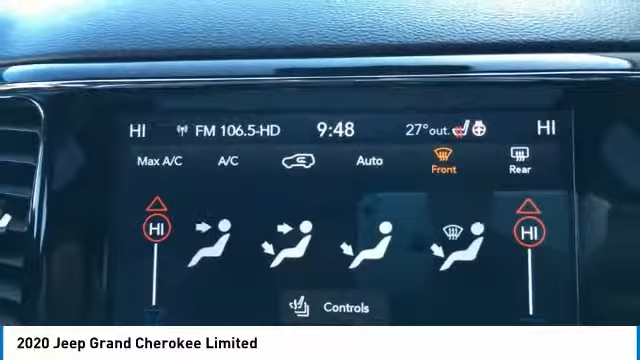 HI FM 106.5-HD 9:48 27° out. HI
Max A/C A/C Auto Front Rear
HI HI
Controls
2020 Jeep Grand Cherokee Limited